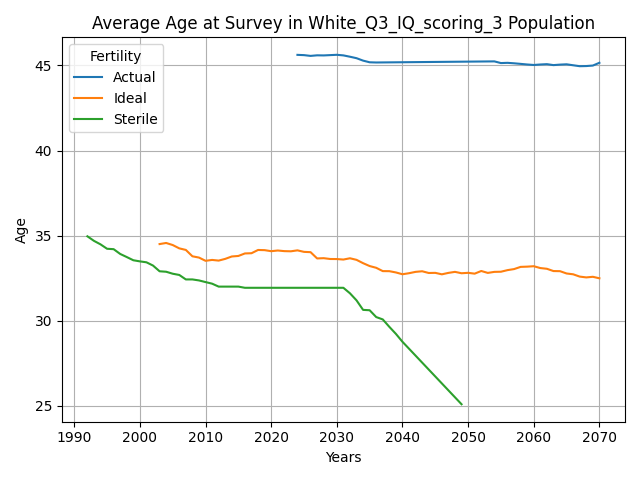 Average Age at Survey in White_Q3_IQ_scoring_3 Population
Fertility
Actual
Ideal
Sterile
Age
45
40
35
30
25
1990 2000 2010 2020 2030 2040 2050 2060 2070
Years